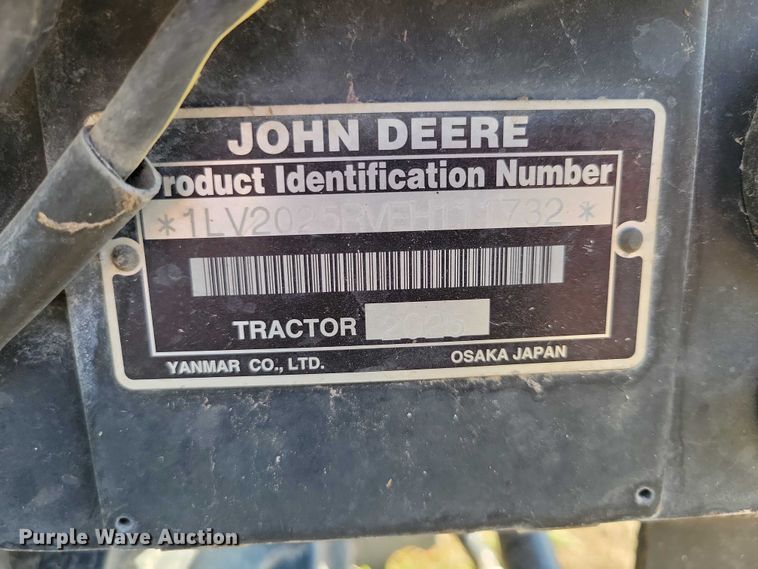 JOHN DEERE
Product Identification Number
*1LV2025RVEH111732*
TRACTOR 2025
YANMAR CO., LTD. OSAKA JAPAN
Purple Wave Auction